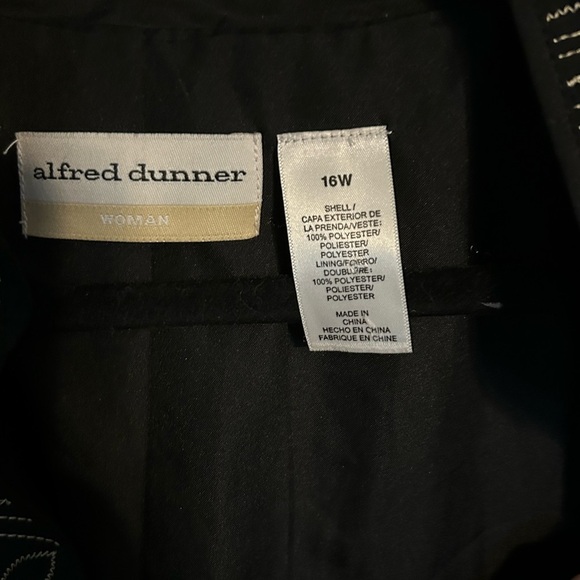 alfred dunner
WOMAN
16W
SHELL/
CAPA EXTERIOR DE
LA PRENDA/VESTE:
100% POLYESTER/
POLIESTER/
POLYESTER
LINING/FORRO/
DOUBLURE:
100% POLYESTER/
POLIESTER/
POLYESTER
MADE IN
CHINA
HECHO EN CHINA
FABRIQUE EN CHINE